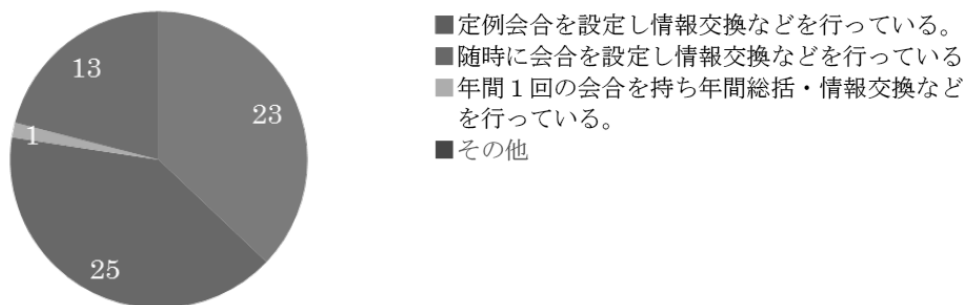 13
23
1
25
■定例会合を設定し情報交換などを行っている。
■随時に会合を設定し情報交換などを行っている
■年間１回の会合を持ち年間総括・情報交換など
を行っている。
■その他